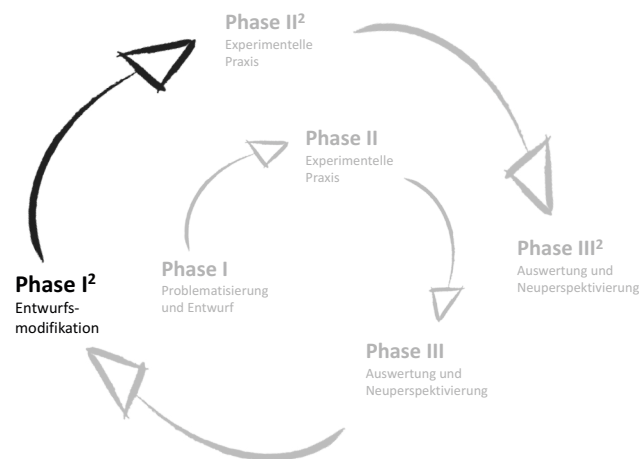 Phase II²
Experimentelle
Praxis
Phase II
Experimentelle
Praxis
Phase III²
Auswertung und
Neuperspektivierung
Phase I
Problematisierung
und Entwurf
Phase I²
Entwurfs-
modifikation
Phase III
Auswertung und
Neuperspektivierung